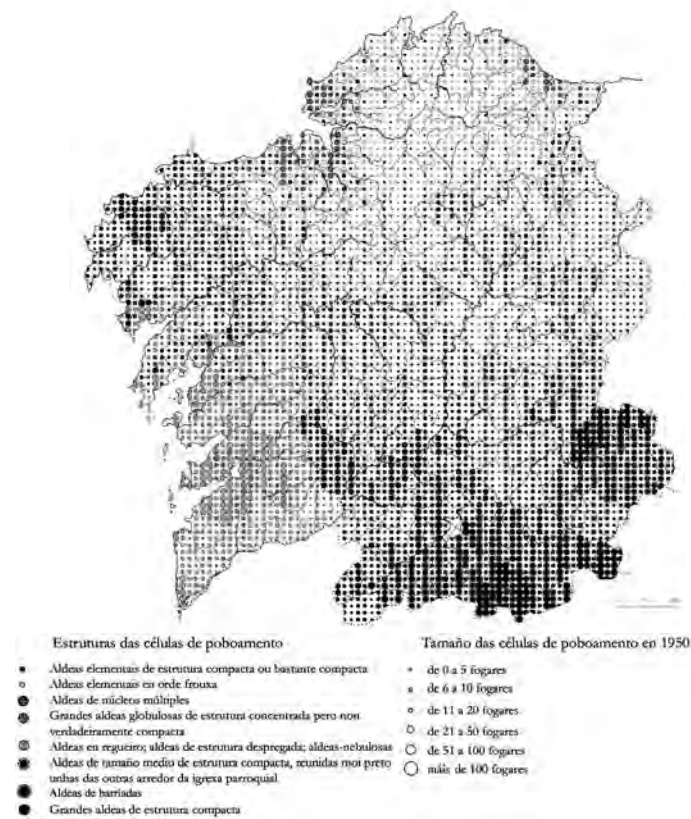 Estruturas das células de poboamento
Aldeas elementais de estrutura compacta ou bastante compacta
Aldeas elementais en orde frouxa
Aldeas de núcleos múltiples
Grandes aldeas globulosas de estrutura concentrada pero non
verdadeiramente compacta
Aldeas en regueiro; aldeas de estrutura despregada; aldeas-nebulosas
Aldeas de tamaño medio de estrutura compacta, reunidas moi preto
unhas das outras arredor da igrexa parroquial
Aldeas de barriadas
Grandes aldeas de estrutura compacta
Tamaño das células de poboamento en 1950
de 0 a 5 fogares
de 6 a 10 fogares
de 11 a 20 fogares
de 21 a 50 fogares
de 51 a 100 fogares
máis de 100 fogares